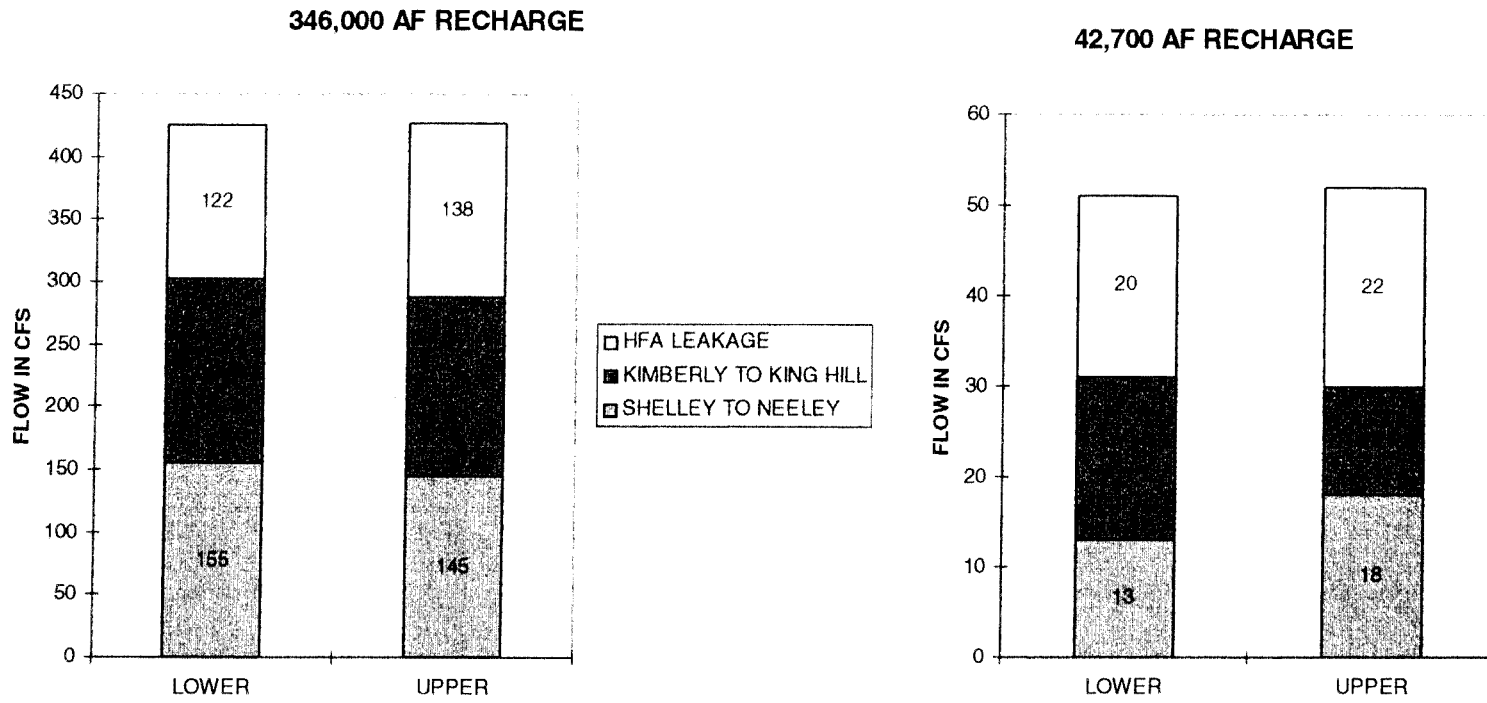 346,000 AF RECHARGE
450
400
350
300
250
200
150
100
50
0
FLOW IN CFS
122
138
155
145
LOWER
UPPER
HFA LEAKAGE
KIMBERLY TO KING HILL
SHELLEY TO NEELEY
42,700 AF RECHARGE
60
50
40
30
20
10
0
FLOW IN CFS
20
22
13
18
LOWER
UPPER